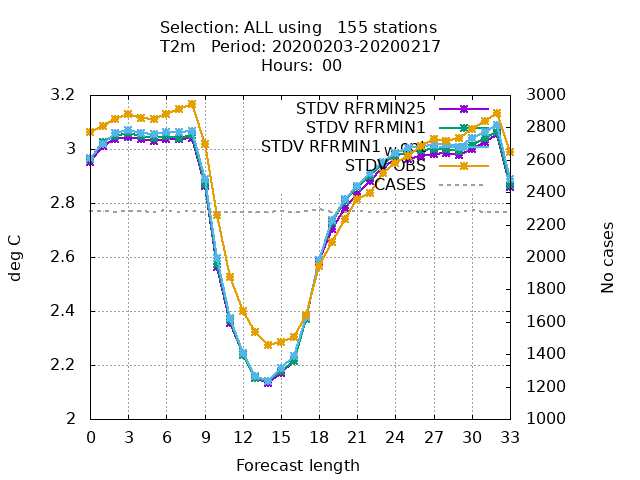 Selection: ALL using   155 stations
T2m   Period: 20200203-20200217
Hours: 00
3.2
3
2.8
2.6
2.4
2.2
2
3000
2800
2600
2400
2200
2000
1800
1600
1400
1200
1000
STDV RFRMIN25
STDV RFRMIN1
STDV RFRMIN1
STDV OBS
CASES
deg C
No cases
0 3 6 9 12 15 18 21 24 27 30 33
Forecast length